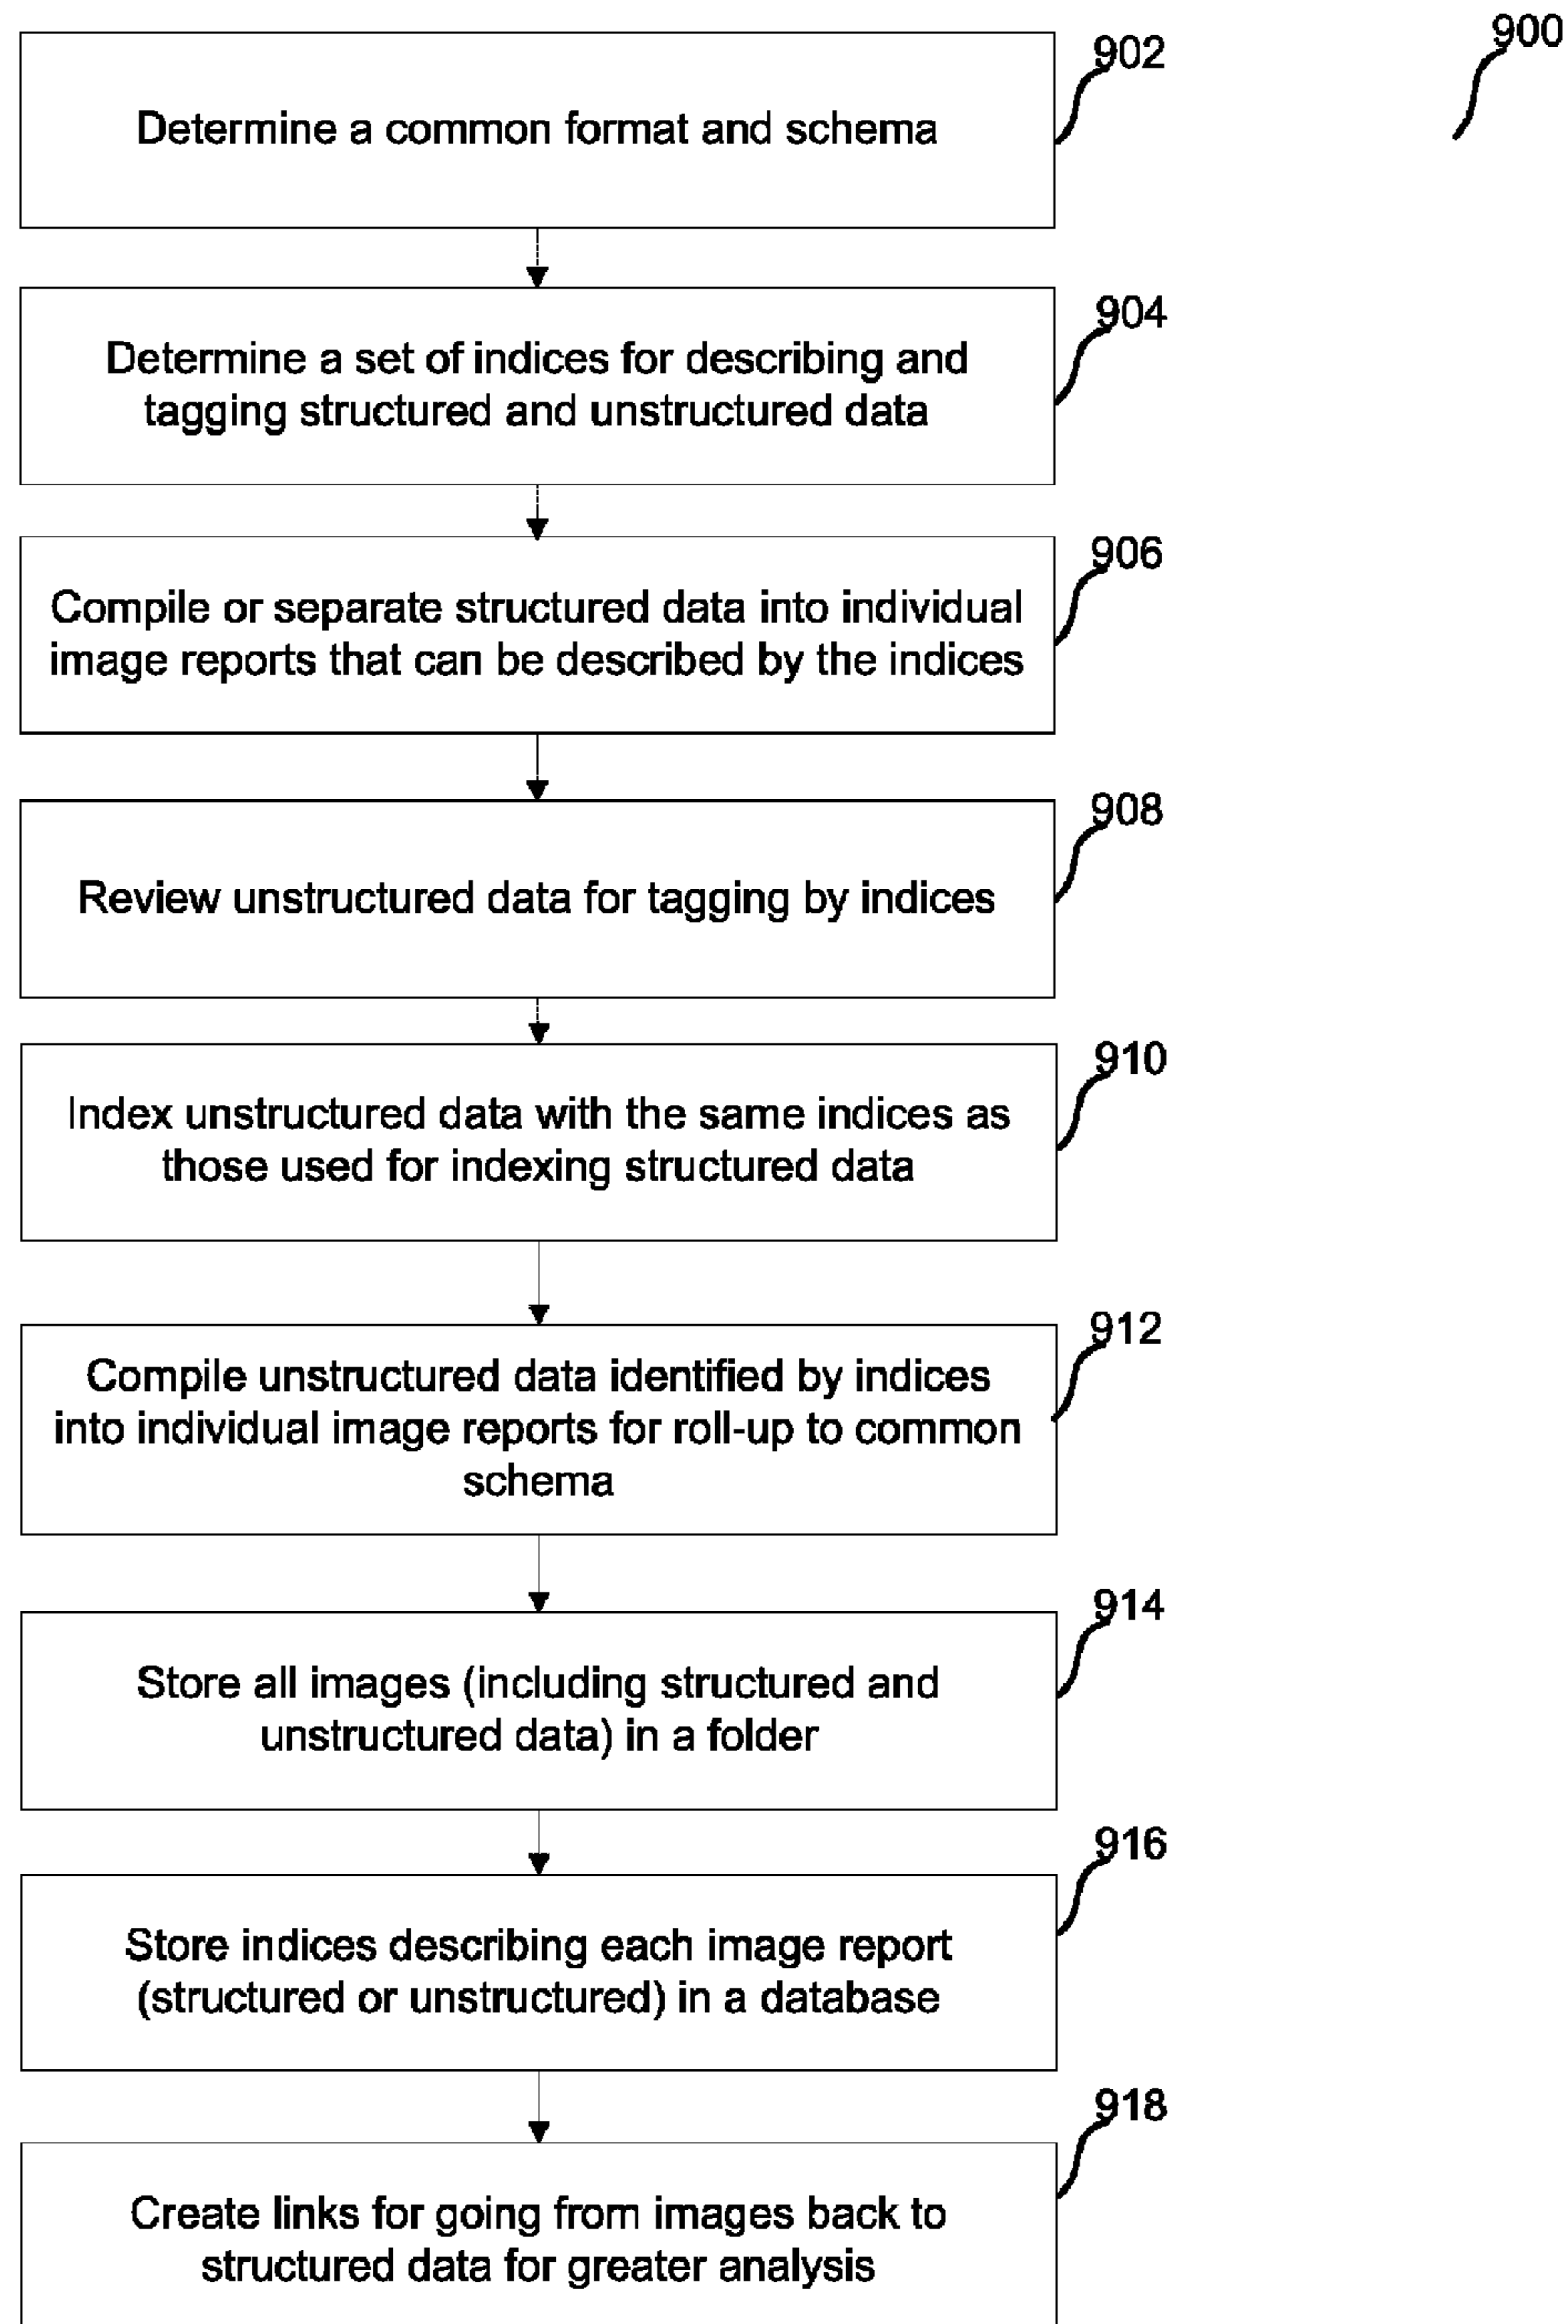 900
902
Determine a common format and schema
904
Determine a set of indices for describing and
tagging structured and unstructured data
906
Compile or separate structured data into individual
image reports that can be described by the indices
908
Review unstructured data for tagging by indices
910
Index unstructured data with the same indices as
those used for indexing structured data
912
Compile unstructured data identified by indices
into individual image reports for roll-up to common
schema
914
Store all images (including structured and
unstructured data) in a folder
916
Store indices describing each image report
(structured or unstructured) in a database
918
Create links for going from images back to
structured data for greater analysis